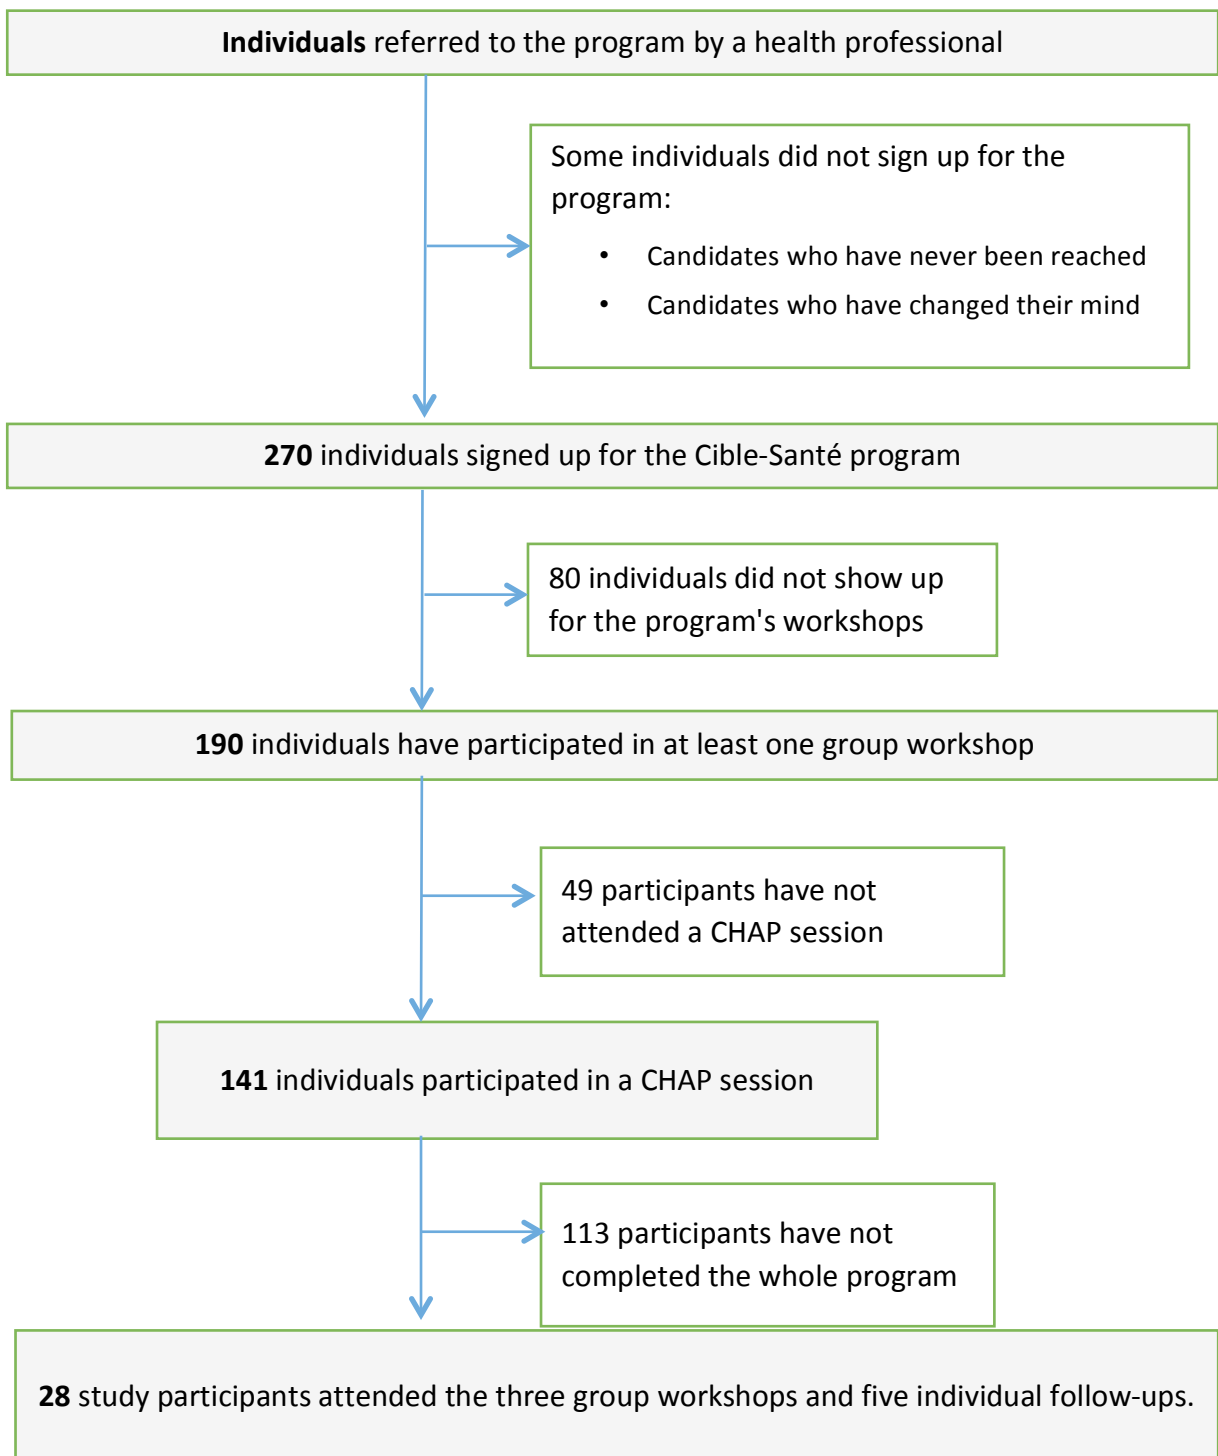 Individuals referred to the program by a health professional
Some individuals did not sign up for the
program:
• Candidates who have never been reached
• Candidates who have changed their mind
270 individuals signed up for the Cible-Santé program
80 individuals did not show up
for the program's workshops
190 individuals have participated in at least one group workshop
49 participants have not
attended a CHAP session
141 individuals participated in a CHAP session
113 participants have not
completed the whole program
28 study participants attended the three group workshops and five individual follow-ups.